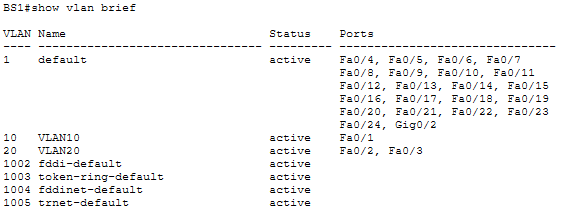 BS1#show vlan brief
VLAN Name                             Status    Ports
---- -------------------------------- --------- -------------------------------
1    default                          active    Fa0/4, Fa0/5, Fa0/6, Fa0/7
                                                Fa0/8, Fa0/9, Fa0/10, Fa0/11
                                                Fa0/12, Fa0/13, Fa0/14, Fa0/15
                                                Fa0/16, Fa0/17, Fa0/18, Fa0/19
                                                Fa0/20, Fa0/21, Fa0/22, Fa0/23
                                                Fa0/24, Gig0/2
10   VLAN10                           active    Fa0/1
20   VLAN20                           active    Fa0/2, Fa0/3
1002 fddi-default                     active
1003 token-ring-default               active
1004 fddinet-default                  active
1005 trnet-default                    active